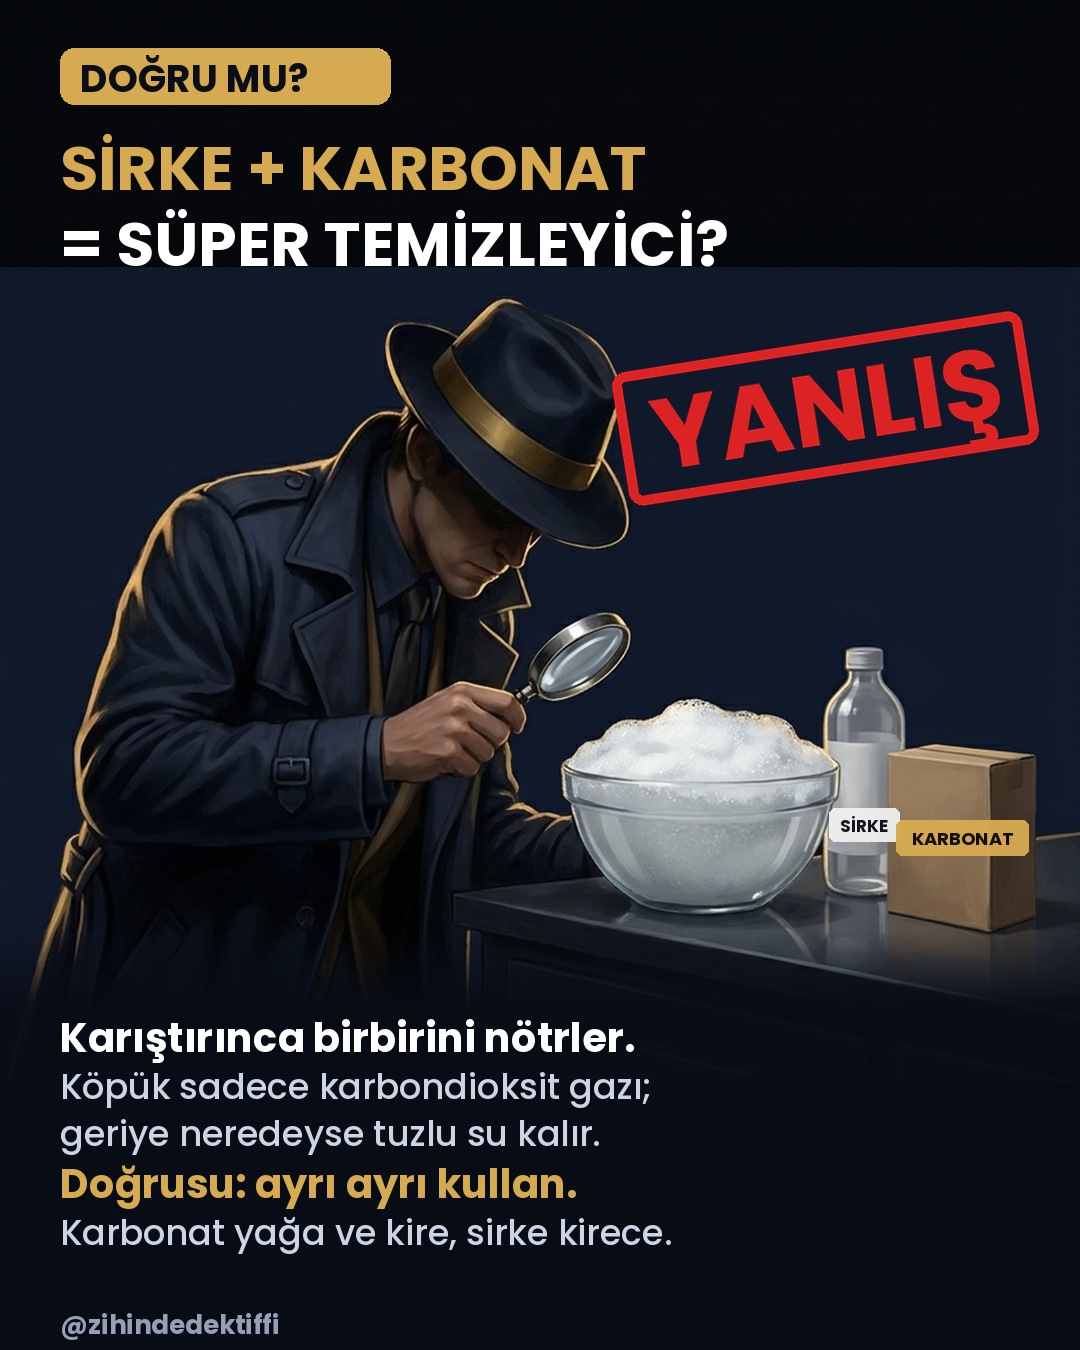 DOĞRU MU?
SİRKE + KARBONAT
= SÜPER TEMİZLEYİCİ?
YANLIŞ
SİRKE
KARBONAT
Karıştırınca birbirini nötrler.
Köpük sadece karbondioksit gazı;
geriye neredeyse tuzlu su kalır.
Doğrusu: ayrı ayrı kullan.
Karbonat yağa ve kire, sirke kirece.
@zihindedektiffi